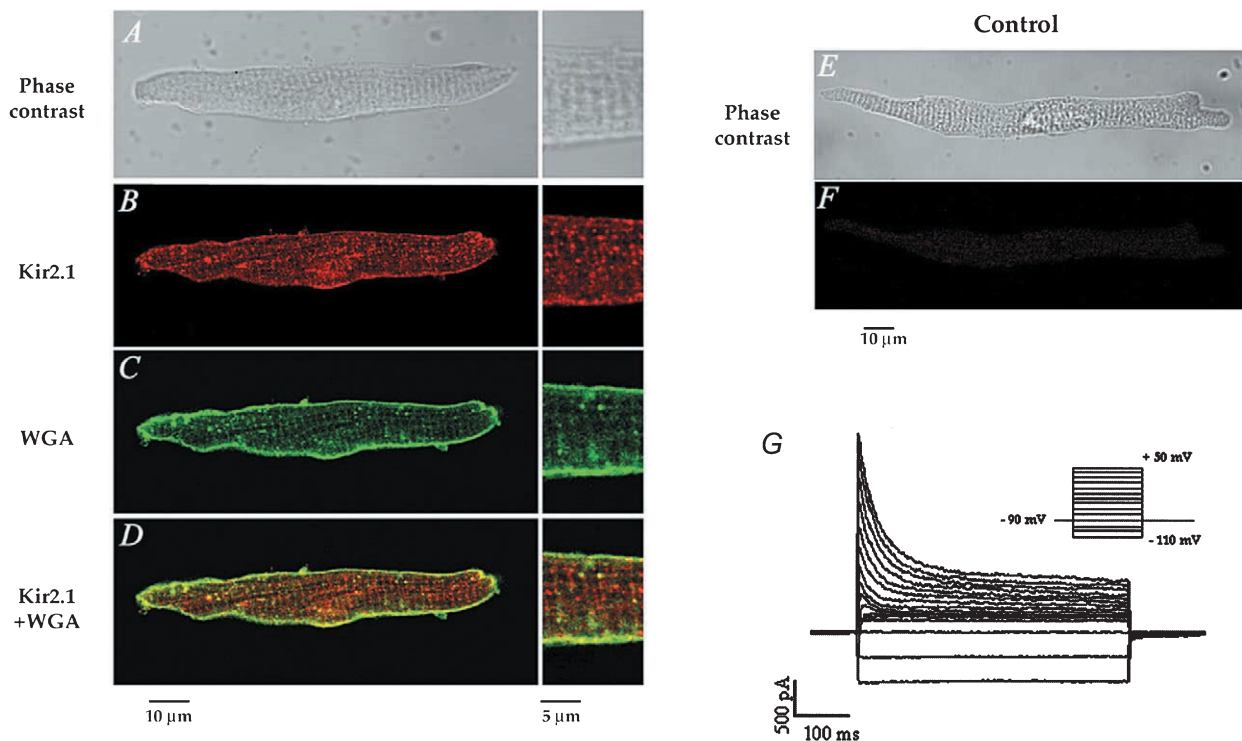 A
Phase
contrast
B
Kir2.1
C
WGA
D
Kir2.1
+WGA
10 µm
5 µm
Control
E
Phase
contrast
F
10 µm
G
+ 50 mV
- 90 mV
- 110 mV
500 pA
100 ms